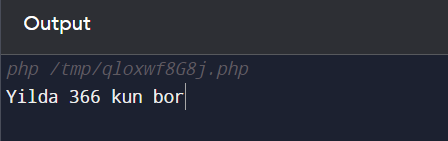 Output
php /tmp/qloxwf8G8j.php
Yilda 366 kun bor